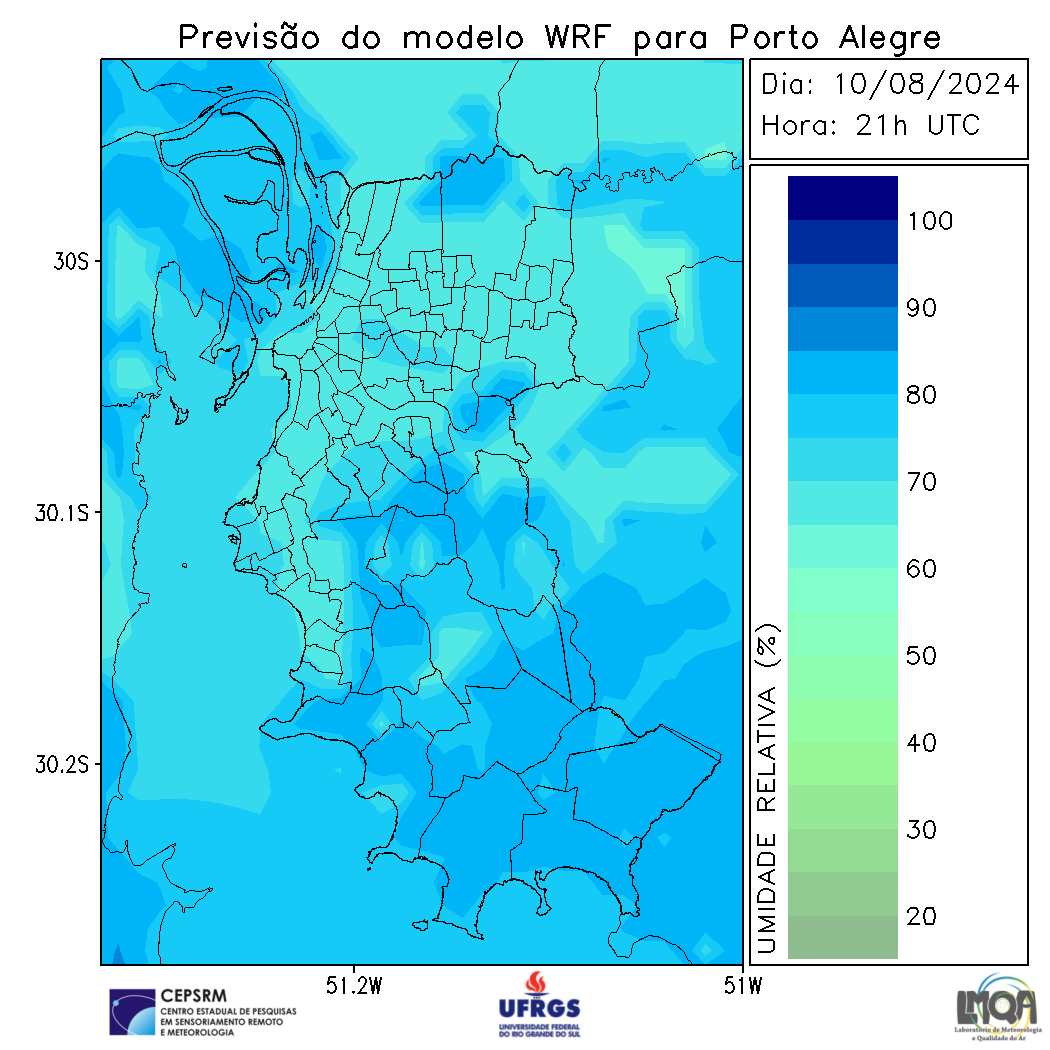 Previsão do modelo WRF para Porto Alegre
Dia: 10/08/2024
Hora: 21h UTC
100
90
80
70
60
50
40
30
20
UMIDADE RELATIVA (%)
30S
30.1S
30.2S
51.2W
51W
CEPSRM
CENTRO ESTADUAL DE PESQUISAS
EM SENSORIAMENTO REMOTO
E METEOROLOGIA
UFRGS
UNIVERSIDADE FEDERAL
DO RIO GRANDE DO SUL
LMQA
Laboratório de Meteorologia
e Qualidade do Ar